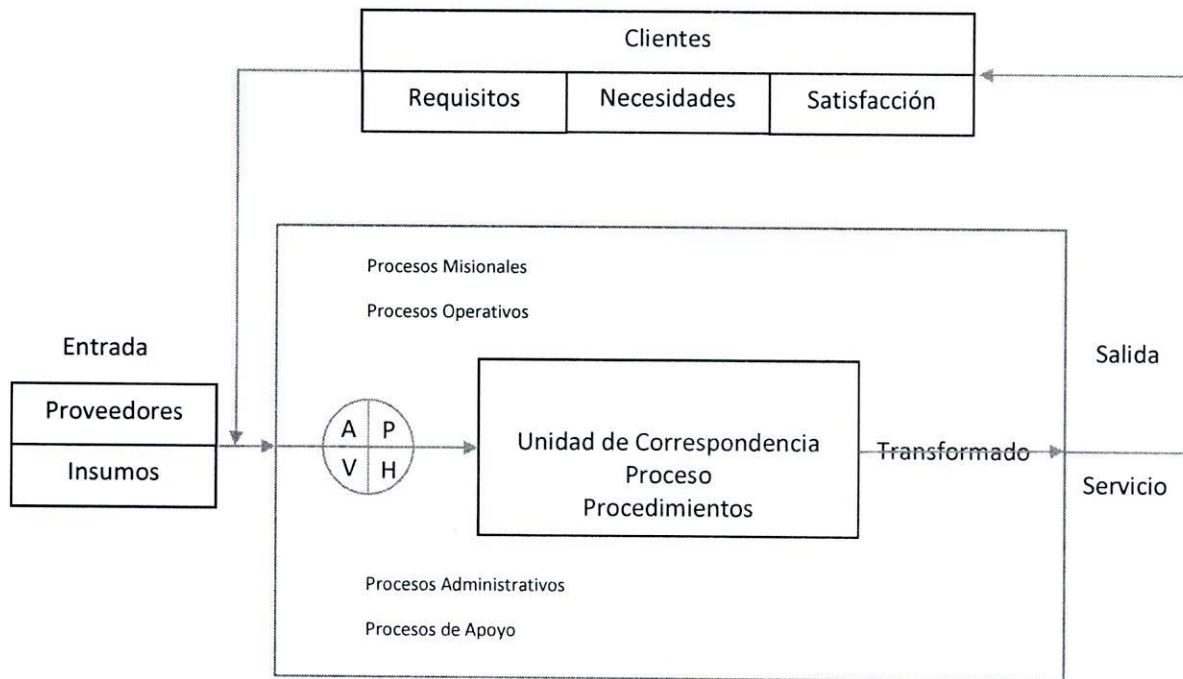 Clientes
Requisitos Necesidades Satisfacción
Procesos Misionales
Procesos Operativos
Entrada
Salida
Proveedores
Insumos
A P
V H
Unidad de Correspondencia
Proceso
Procedimientos
Transformado
Servicio
Procesos Administrativos
Procesos de Apoyo